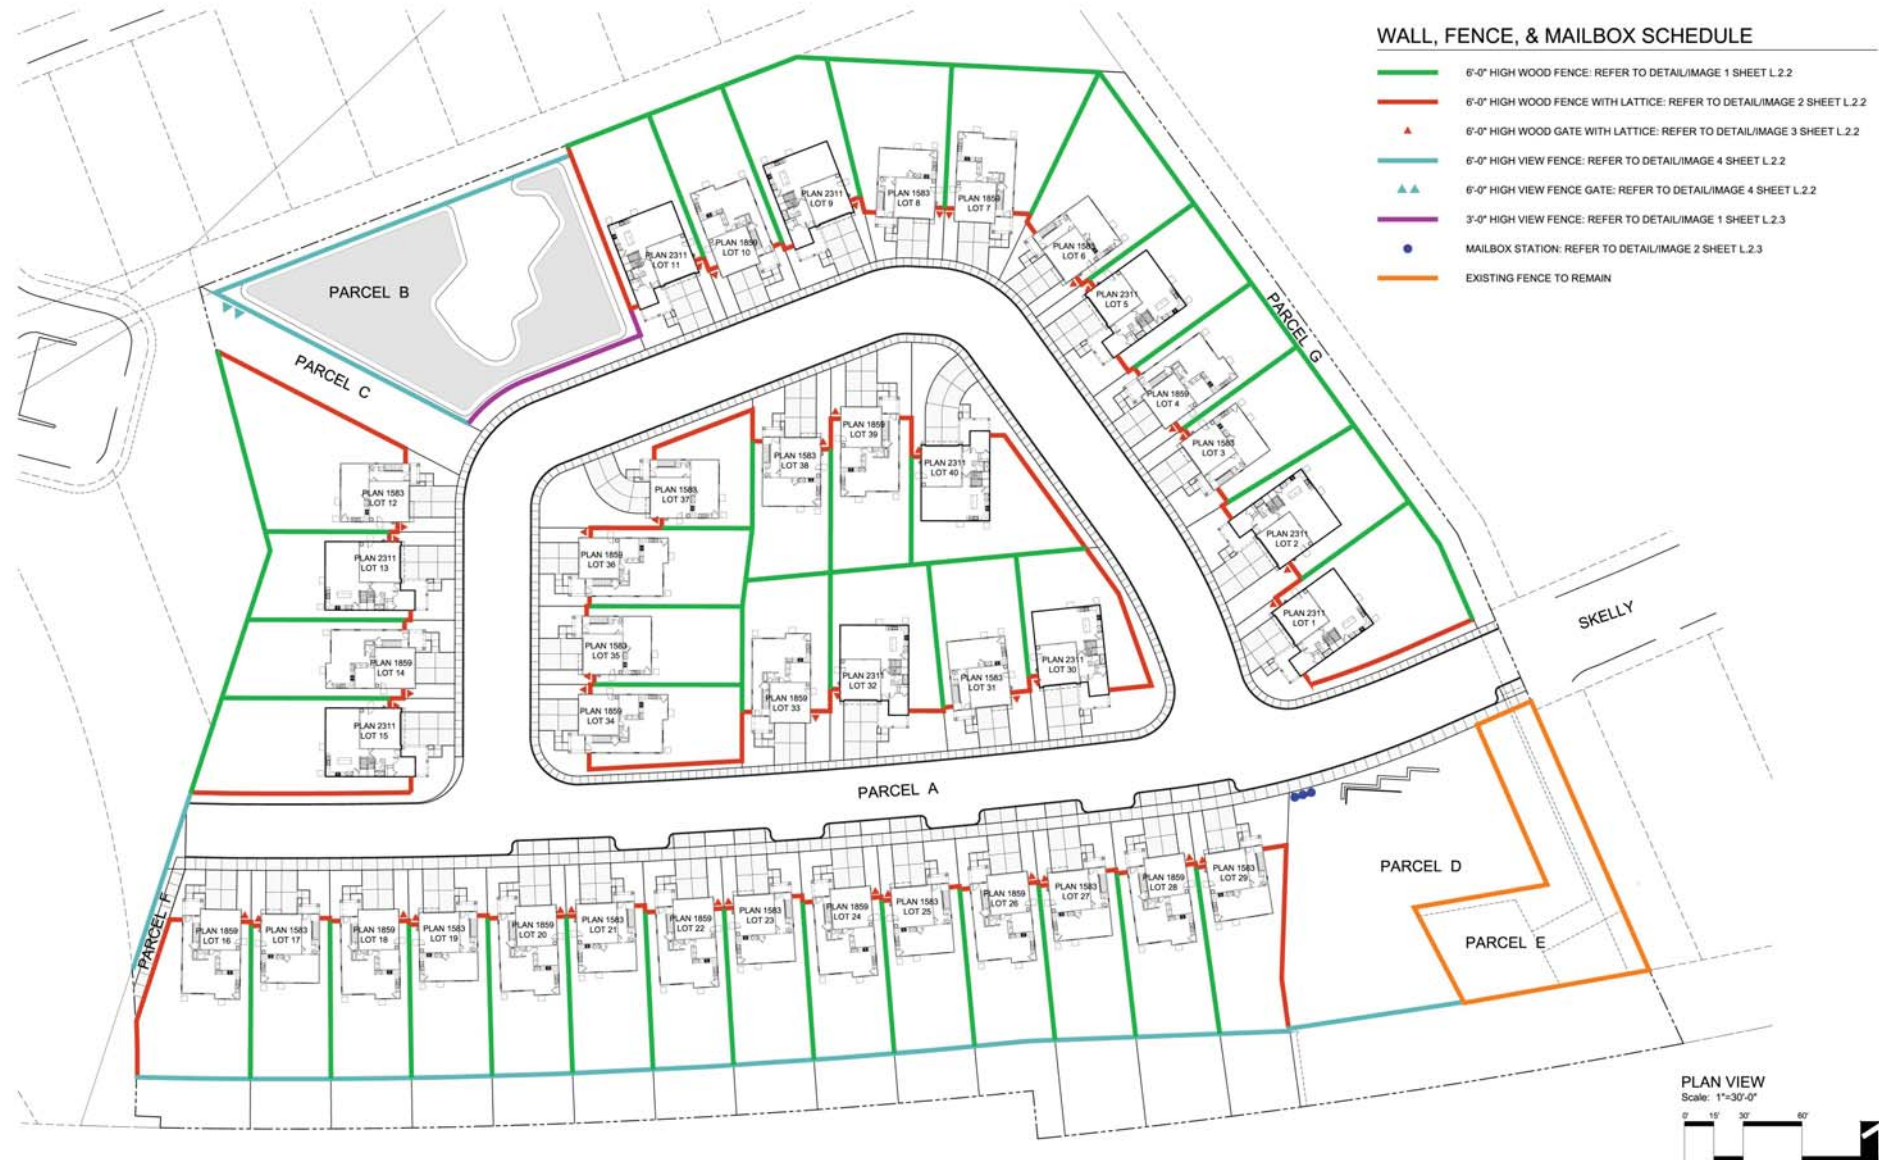 WALL, FENCE, & MAILBOX SCHEDULE
6'-0" HIGH WOOD FENCE: REFER TO DETAIL/IMAGE 1 SHEET L.2.2
6'-0" HIGH WOOD FENCE WITH LATTICE: REFER TO DETAIL/IMAGE 2 SHEET L.2.2
6'-0" HIGH WOOD GATE WITH LATTICE: REFER TO DETAIL/IMAGE 3 SHEET L.2.2
6'-0" HIGH VIEW FENCE: REFER TO DETAIL/IMAGE 4 SHEET L.2.2
6'-0" HIGH VIEW FENCE GATE: REFER TO DETAIL/IMAGE 4 SHEET L.2.2
3'-0" HIGH VIEW FENCE: REFER TO DETAIL/IMAGE 1 SHEET L.2.3
MAILBOX STATION: REFER TO DETAIL/IMAGE 2 SHEET L.2.3
EXISTING FENCE TO REMAIN
PLAN 2311
LOT 9
PLAN 1583
LOT 8
PLAN 1859
LOT 7
PLAN 2311
LOT 11
PLAN 1859
LOT 10
PLAN 1583
LOT 6
PARCEL B
PLAN 2311
LOT 5
PARCEL G
PARCEL C
PLAN 1859
LOT 4
PLAN 1583
LOT 3
PLAN 1859
LOT 39
PLAN 1583
LOT 38
PLAN 2311
LOT 40
PLAN 1583
LOT 12
PLAN 1583
LOT 37
PLAN 2311
LOT 2
PLAN 2311
LOT 13
PLAN 1859
LOT 36
PLAN 2311
LOT 1
SKELLY
PLAN 1859
LOT 14
PLAN 1583
LOT 35
PLAN 2311
LOT 32
PLAN 1583
LOT 31
PLAN 2311
LOT 30
PLAN 1859
LOT 33
PLAN 1859
LOT 34
PLAN 2311
LOT 15
PARCEL A
PARCEL F
PLAN 1859
LOT 16
PLAN 1583
LOT 17
PLAN 1859
LOT 18
PLAN 1583
LOT 19
PLAN 1859
LOT 20
PLAN 1583
LOT 21
PLAN 1859
LOT 22
PLAN 1583
LOT 23
PLAN 1859
LOT 24
PLAN 1583
LOT 25
PLAN 1859
LOT 26
PLAN 1583
LOT 27
PLAN 1859
LOT 28
PLAN 1583
LOT 29
PARCEL D
PARCEL E
PLAN VIEW
Scale: 1"=30'-0"
0' 15' 30' 60'